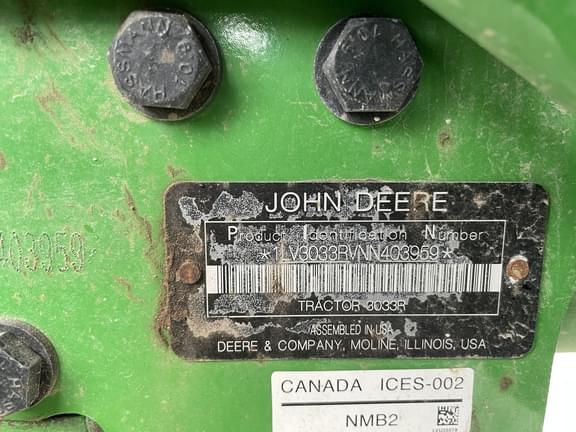 JOHN DEERE
Product Identification Number
*1LV3033RVNN403959*
TRACTOR 3033R
ASSEMBLED IN USA
DEERE & COMPANY, MOLINE, ILLINOIS, USA
403959
CANADA ICES-002
NMB2